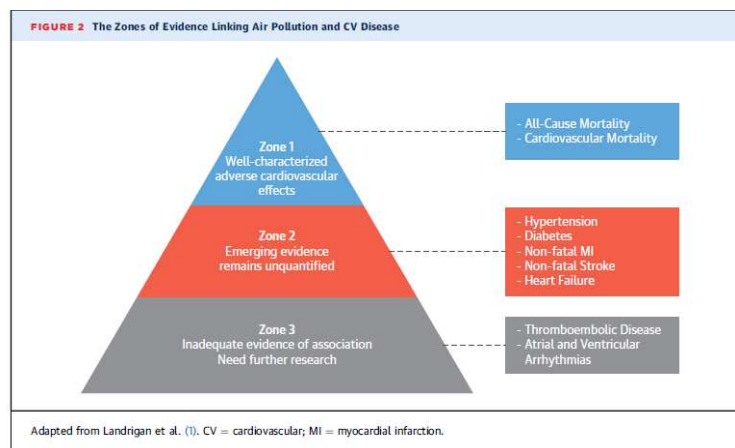 FIGURE 2 The Zones of Evidence Linking Air Pollution and CV Disease
Zone 1
Well-characterized
adverse cardiovascular
effects
- All-Cause Mortality
- Cardiovascular Mortality
Zone 2
Emerging evidence
remains unquantified
- Hypertension
- Diabetes
- Non-fatal MI
- Non-fatal Stroke
- Heart Failure
Zone 3
Inadequate evidence of association
Need further research
- Thromboembolic Disease
- Atrial and Ventricular
Arrhythmias
Adapted from Landrigan et al. (1). CV = cardiovascular; MI = myocardial infarction.